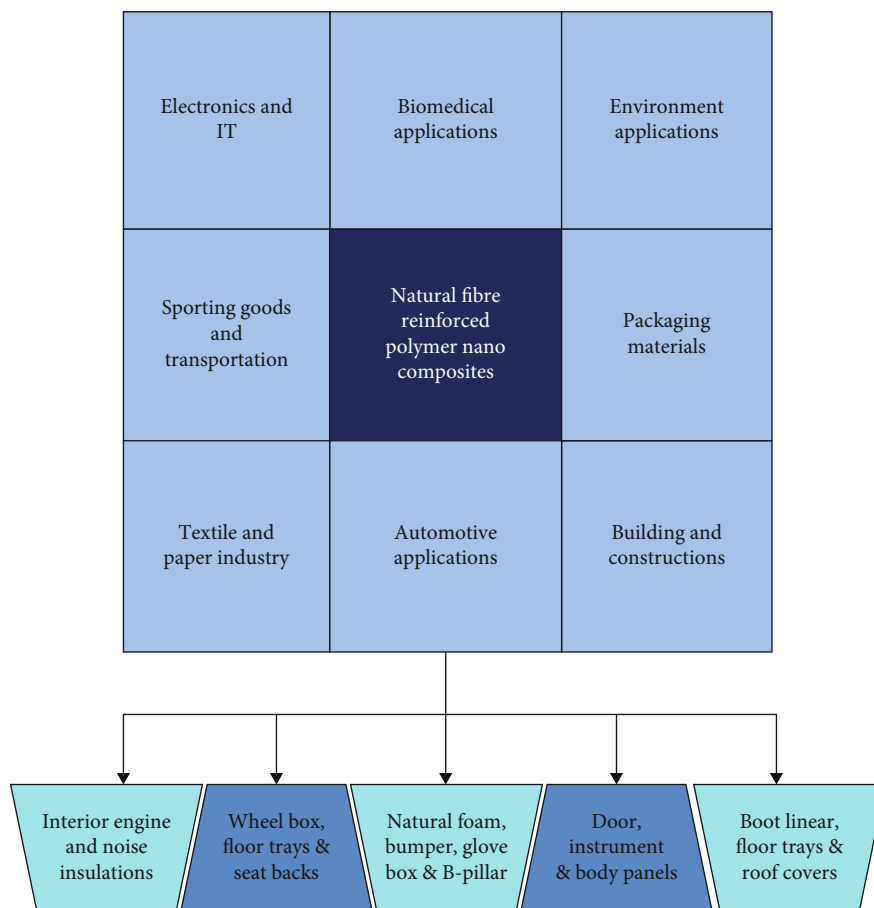 Electronics and
IT
Biomedical
applications
Environment
applications
Sporting goods
and
transportation
Natural fibre
reinforced
polymer nano
composites
Packaging
materials
Textile and
paper industry
Automotive
applications
Building and
constructions
Interior engine
and noise
insulations
Wheel box,
floor trays &
seat backs
Natural foam,
bumper, glove
box & B-pillar
Door,
instrument
& body panels
Boot linear,
floor trays &
roof covers